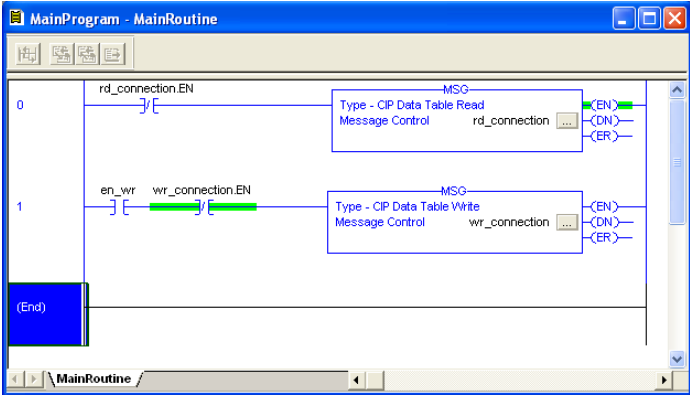 MainProgram - MainRoutine
0
rd_connection.EN
MSG
Type - CIP Data Table Read
Message Control rd_connection ...
EN
DN
ER
1
en_wr wr_connection.EN
MSG
Type - CIP Data Table Write
Message Control wr_connection ...
EN
DN
ER
(End)
MainRoutine